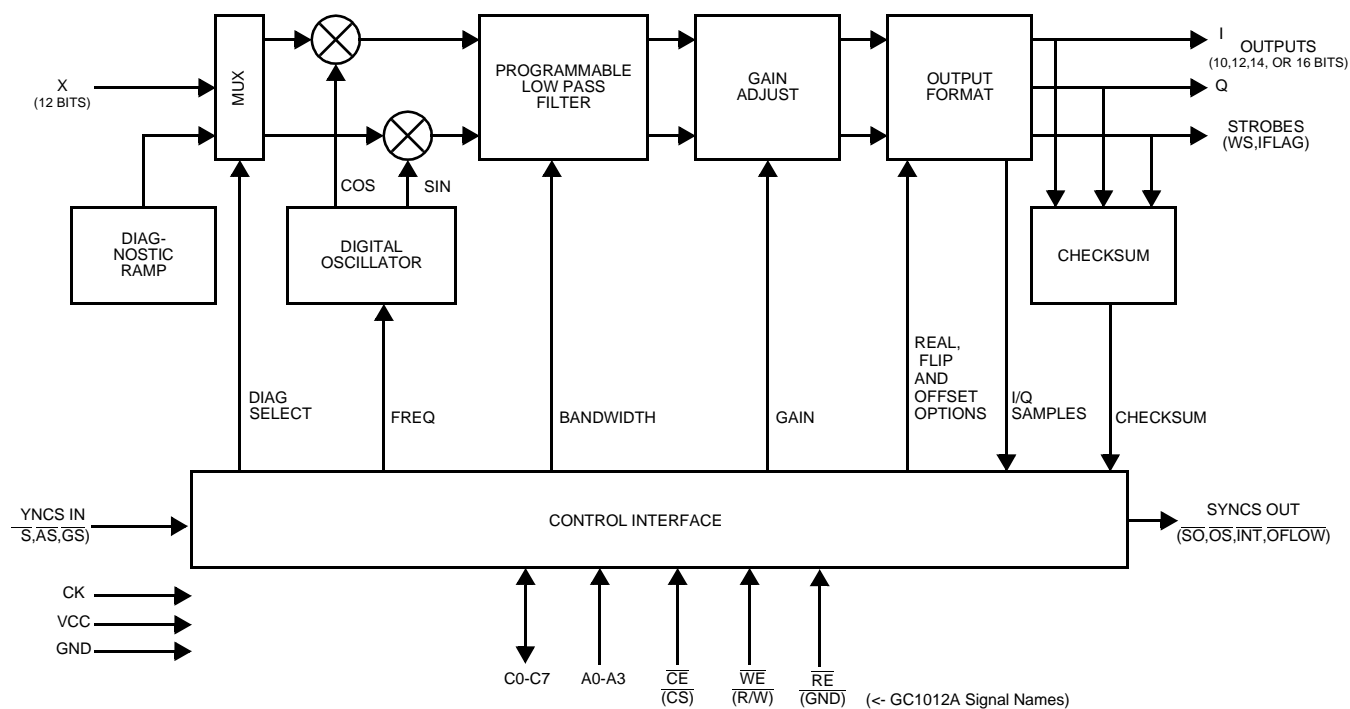 X
(12 BITS)
MUX
DIAG-
NOSTIC
RAMP
COS
SIN
DIGITAL
OSCILLATOR
PROGRAMMABLE
LOW PASS
FILTER
GAIN
ADJUST
OUTPUT
FORMAT
I
OUTPUTS
(10,12,14, OR 16 BITS)
Q
STROBES
(WS,IFLAG)
CHECKSUM
DIAG
SELECT
FREQ
BANDWIDTH
GAIN
REAL,
FLIP
AND
OFFSET
OPTIONS
I/Q
SAMPLES
CHECKSUM
YNCS IN
S,AS,GS)
CONTROL INTERFACE
SYNCS OUT
(SO,OS,INT,OFLOW)
CK
VCC
GND
C0-C7
A0-A3
CE
(CS)
WE
(R/W)
RE
(GND)
(<- GC1012A Signal Names)